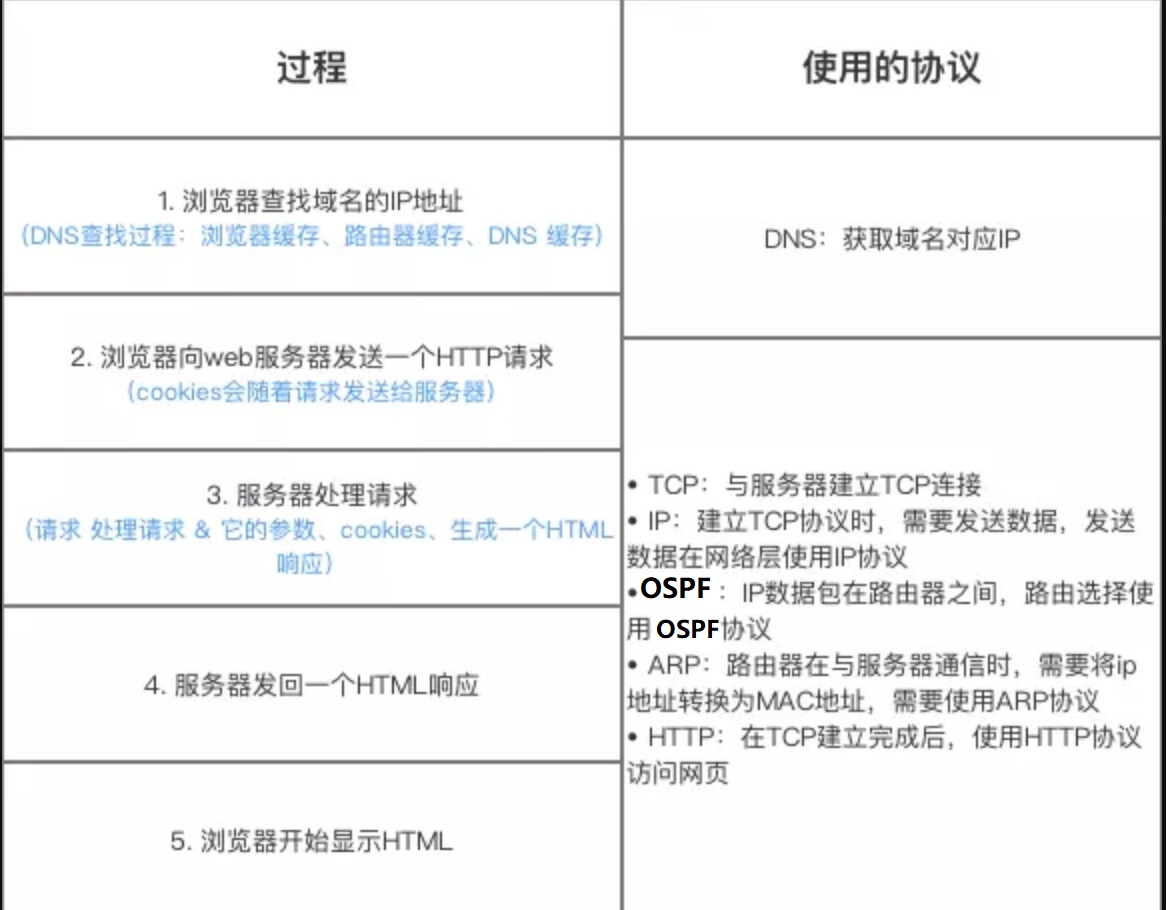 过程
使用的协议
1. 浏览器查找域名的IP地址
(DNS查找过程：浏览器缓存、路由器缓存、DNS 缓存)
DNS：获取域名对应IP
2. 浏览器向web服务器发送一个HTTP请求
(cookies会随着请求发送给服务器)
3. 服务器处理请求
(请求 处理请求 & 它的参数、cookies、生成一个HTML
响应)
4. 服务器发回一个HTML响应
5. 浏览器开始显示HTML
• TCP：与服务器建立TCP连接
• IP：建立TCP协议时，需要发送数据，发送
数据在网络层使用IP协议
•OSPF：IP数据包在路由器之间，路由选择使
用OSPF协议
• ARP：路由器在与服务器通信时，需要将ip
地址转换为MAC地址，需要使用ARP协议
• HTTP：在TCP建立完成后，使用HTTP协议
访问网页